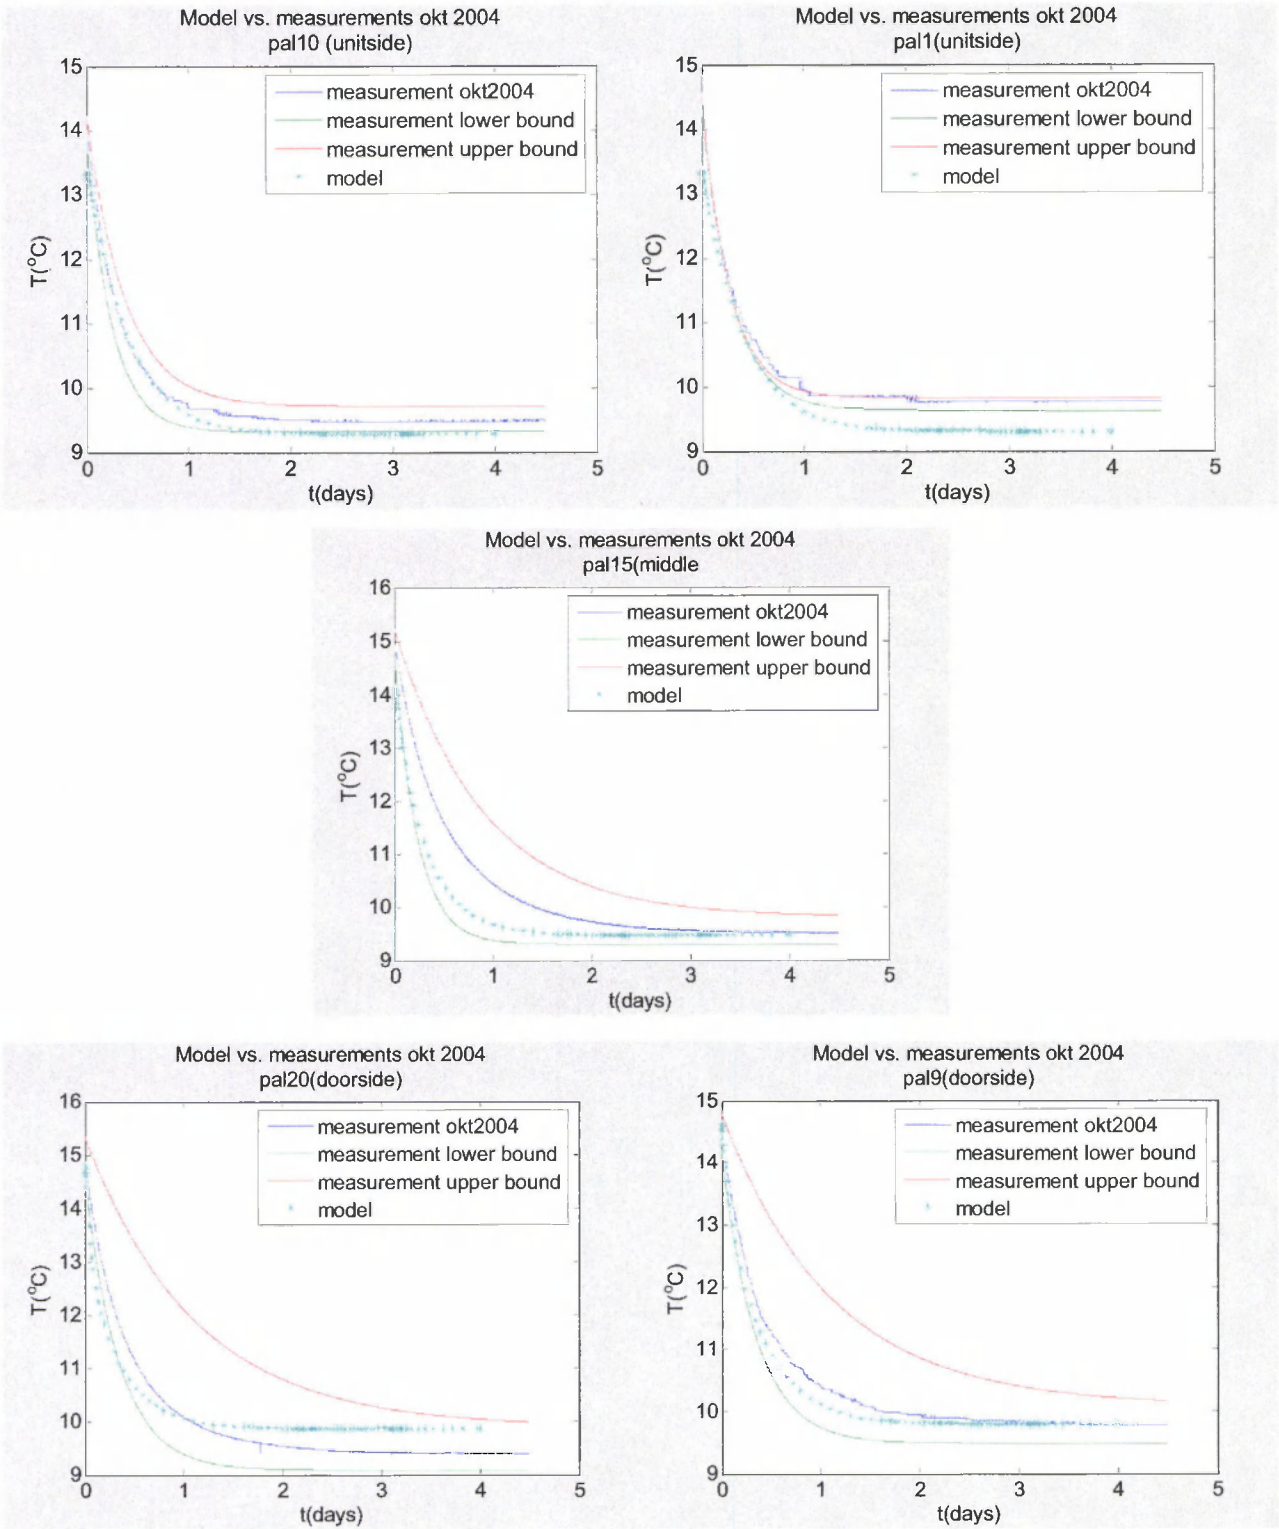 Model vs. measurements okt 2004
pal10 (unitside)
measurement okt2004
measurement lower bound
measurement upper bound
model
15
14
13
12
11
10
9
T(°C)
0 1 2 3 4 5
t(days)
Model vs. measurements okt 2004
pal1(unitside)
measurement okt2004
measurement lower bound
measurement upper bound
model
15
14
13
12
11
10
9
T(°C)
0 1 2 3 4 5
t(days)
Model vs. measurements okt 2004
pal15(middle
measurement okt2004
measurement lower bound
measurement upper bound
model
16
15
14
13
12
11
10
9
T(°C)
0 1 2 3 4 5
t(days)
Model vs. measurements okt 2004
pal20(doorside)
measurement okt2004
measurement lower bound
measurement upper bound
model
16
15
14
13
12
11
10
9
T(°C)
0 1 2 3 4 5
t(days)
Model vs. measurements okt 2004
pal9(doorside)
measurement okt2004
measurement lower bound
measurement upper bound
model
15
14
13
12
11
10
9
T(°C)
0 1 2 3 4 5
t(days)